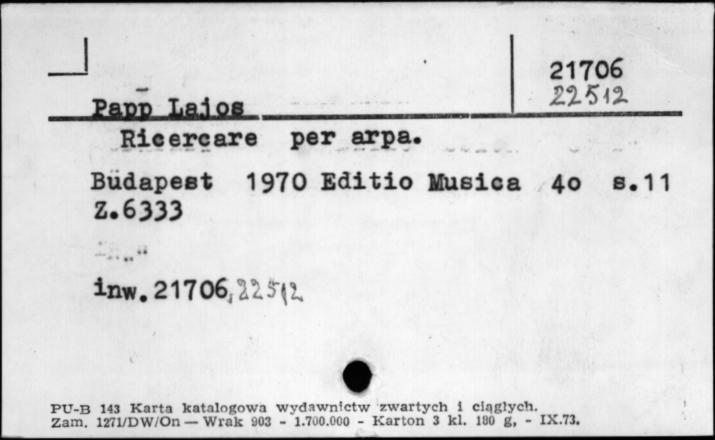 21706
22512
Papp Lajos
Ricercare per arpa.
Budapest 1970 Editio Musica 4o s.11
Z.6333
inw.21706,22512
PU-B 143 Karta katalogowa wydawnictw zwartych i ciągłych.
Zam. 1271/DW/On — Wrak 903 - 1.700.000 - Karton 3 kl. 180 g, - IX.73.